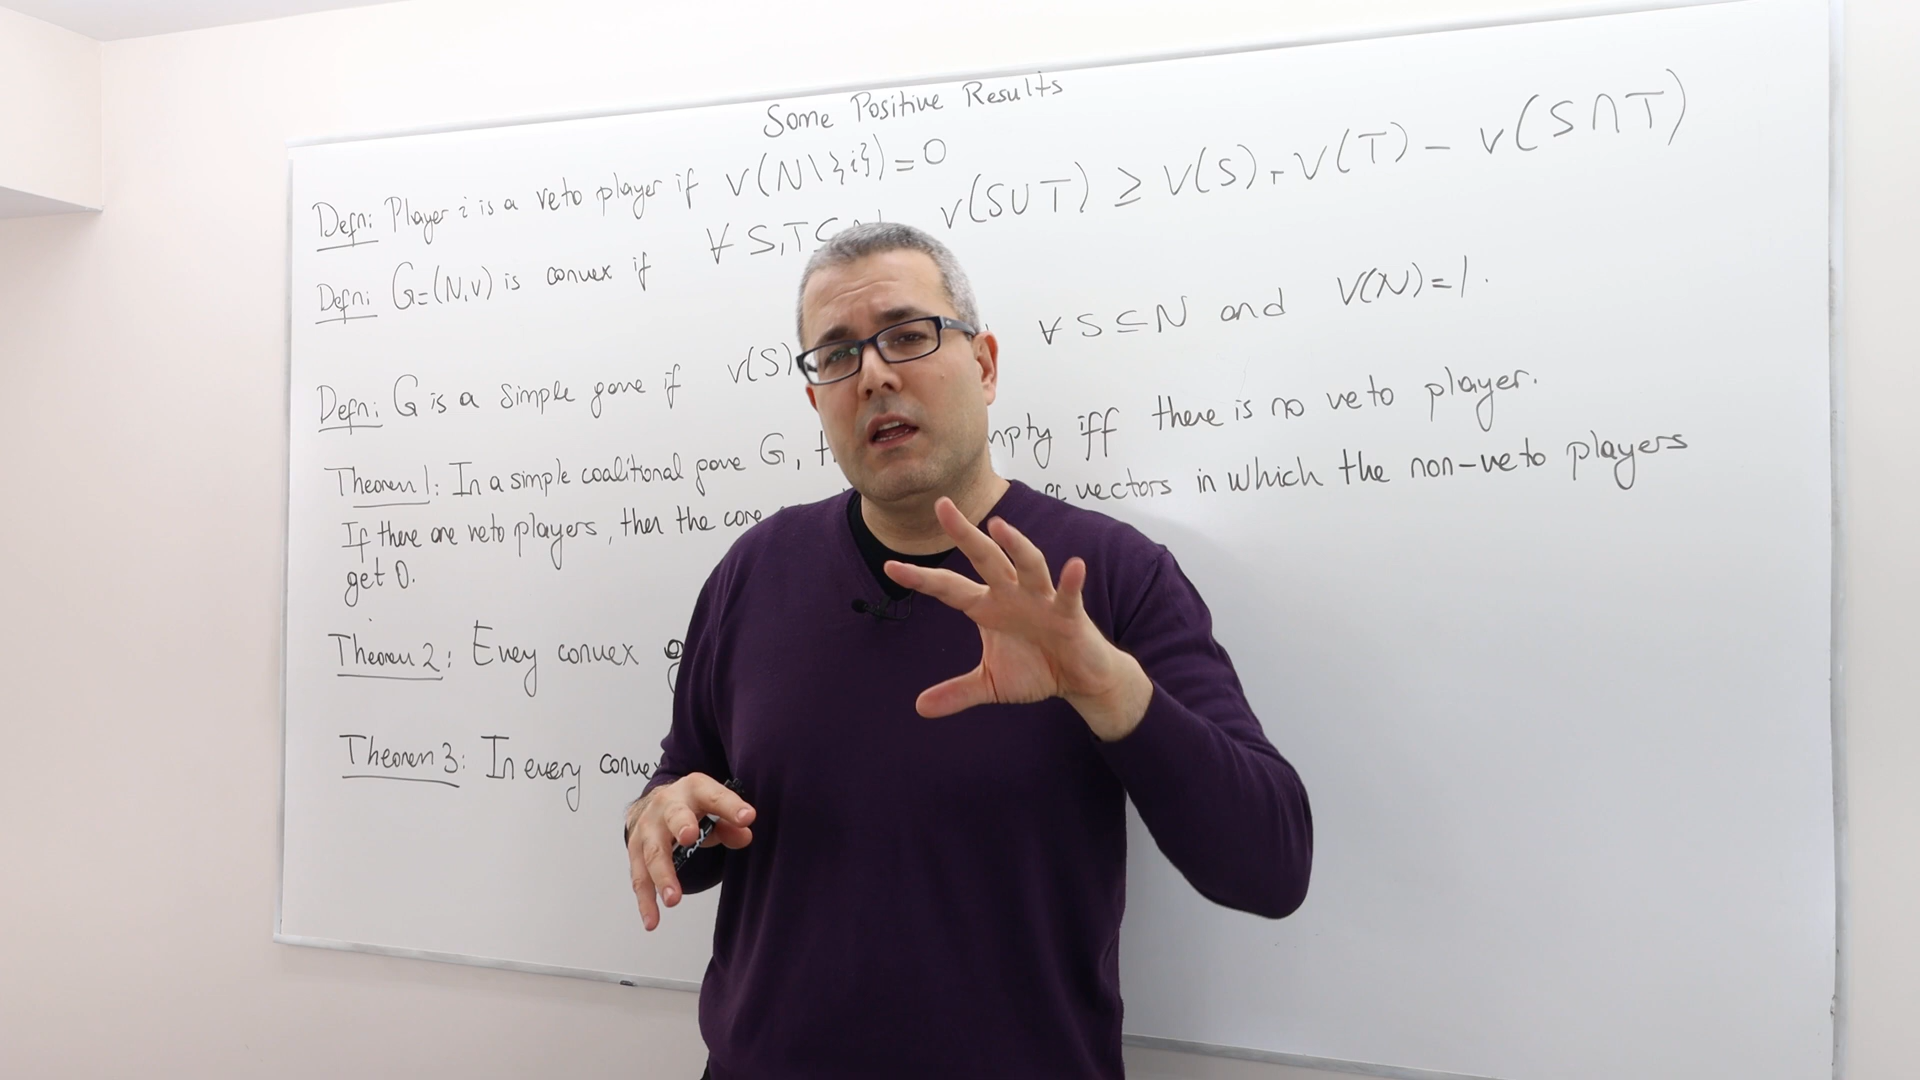 Some Positive Results
Defn: Player i is a veto player if v(N\{i})=0
Defn: G=(N,v) is convex if ∀ S,T⊆ v(S∪T) ≥ v(S)+v(T)-v(S∩T)
Defn: G is a simple game if v(S) ∀ S⊆N and v(N)=1.
Theorem 1: In a simple coalitional game G, iff there is no veto player.
If there are veto players, then the core vectors in which the non-veto players
get 0.
Theorem 2: Every convex
Theorem 3: In every